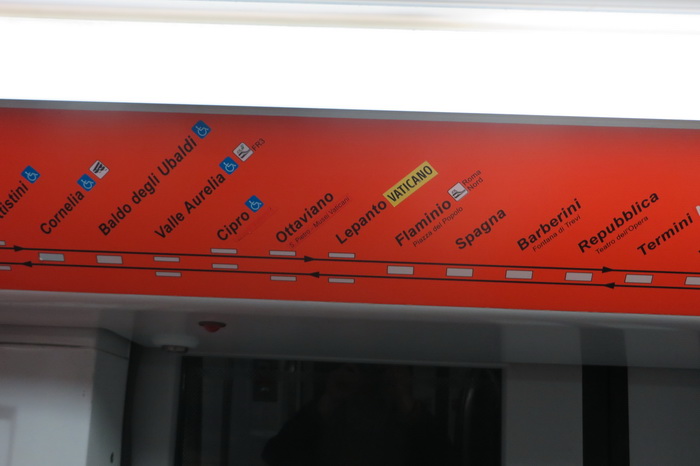 tistini
Cornelia
Baldo degli Ubaldi
Valle Aurelia
FR3
Cipro
Ottaviano
S. Pietro - Musei Vaticani
Lepanto
VATICANO
Flaminio
Piazza del Popolo
Roma
Nord
Spagna
Barberini
Fontana di Trevi
Repubblica
Teatro dell'Opera
Termini